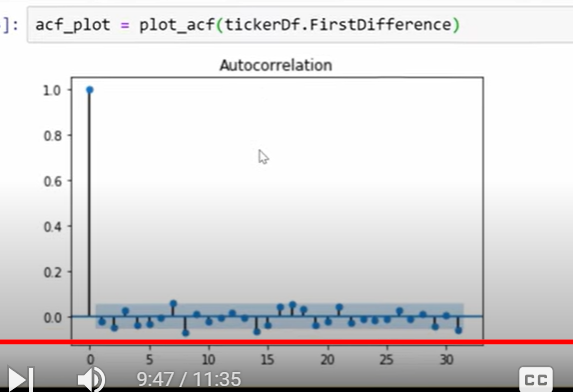 ]: acf_plot = plot_acf(tickerDf.FirstDifference)
Autocorrelation
1.0
0.8
0.6
0.4
0.2
0.0
0 5 10 15 20 25 30
9:47 / 11:35
CC